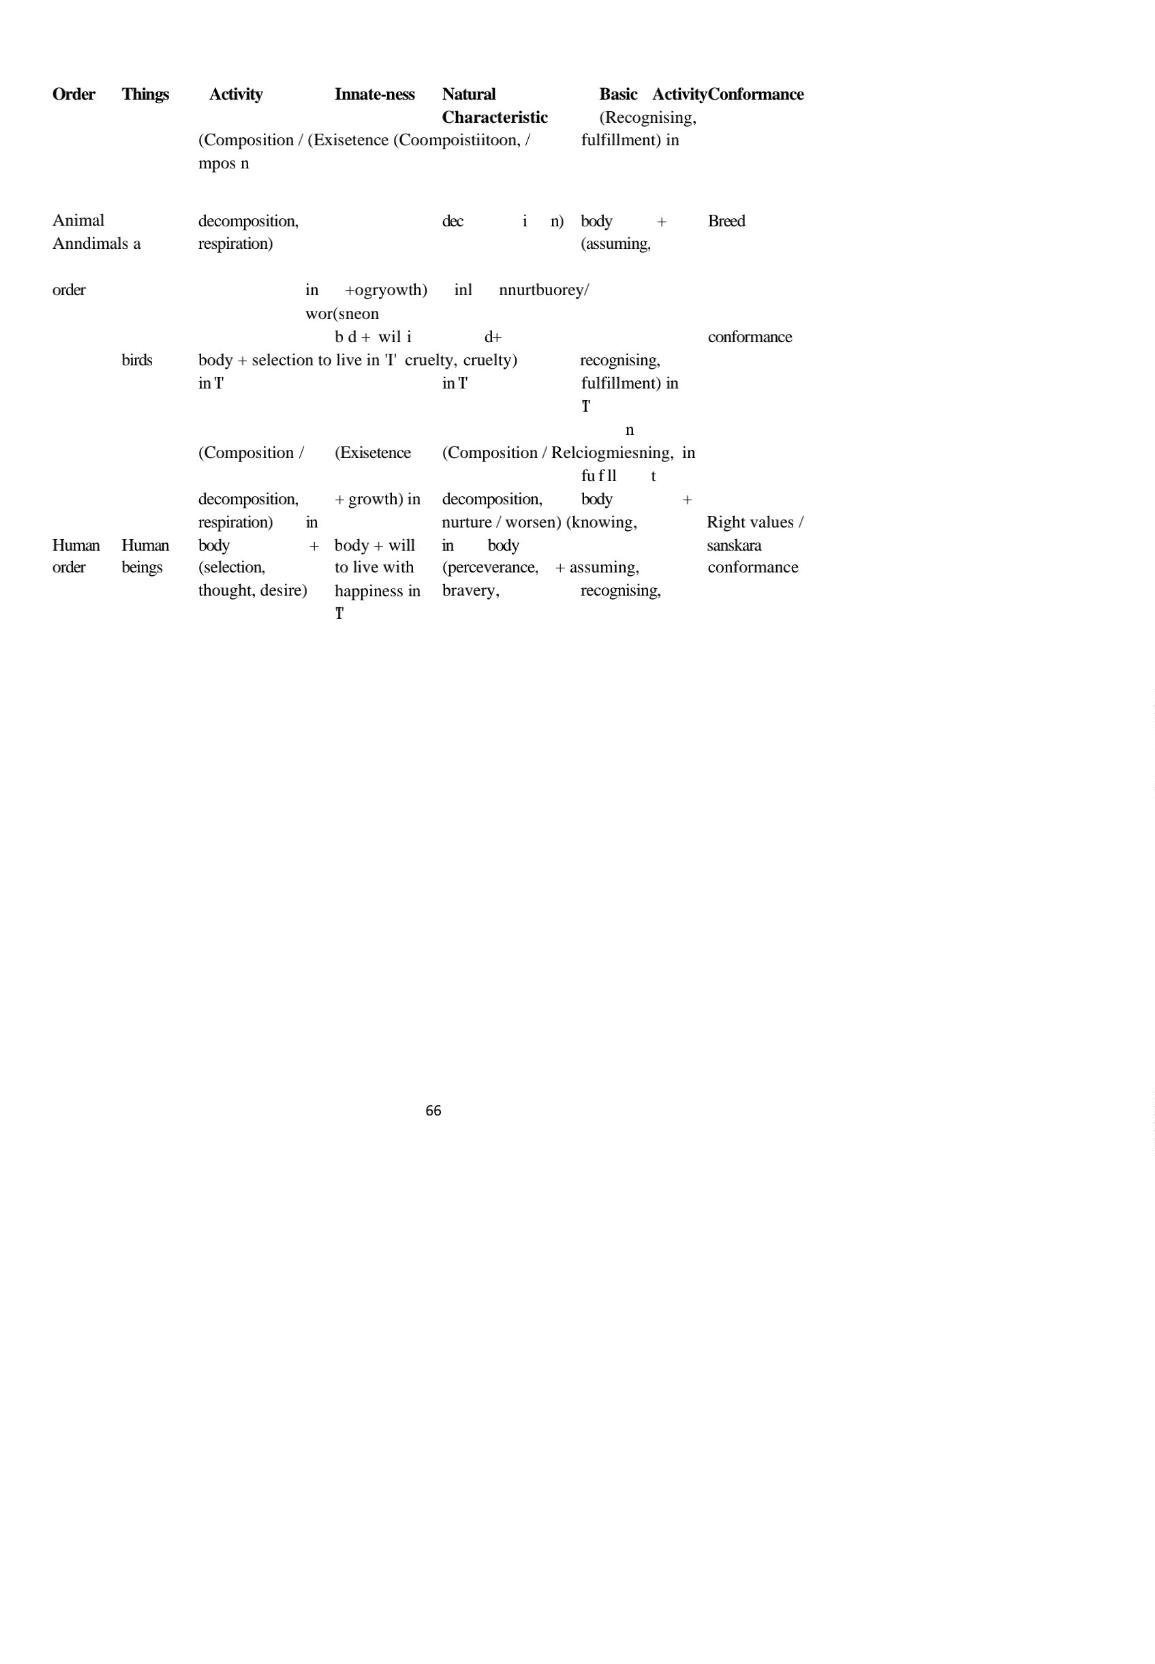 Order Things Activity Innate-ness Natural Basic ActivityConformance
Characteristic (Recognising,
(Composition / (Exisetence (Coompoistiitoon, / fulfillment) in
mpos n
Animal decomposition, dec i n) body + Breed
Anndimals a respiration) (assuming,
order in +ogryowth) inl nnurtbuorey/
wor(sneon
b d + wil i d+ conformance
birds body + selection to live in 'I' cruelty, cruelty) recognising,
in 'I' in 'I' fulfillment) in
'I'
n
(Composition / (Exisetence (Composition / Relciogmiesning, in
fu f ll t
decomposition, + growth) in decomposition, body +
respiration) in nurture / worsen) (knowing, Right values /
Human Human body + body + will in body sanskara
order beings (selection, to live with (perceverance, + assuming, conformance
thought, desire) happiness in bravery, recognising,
'I'
66